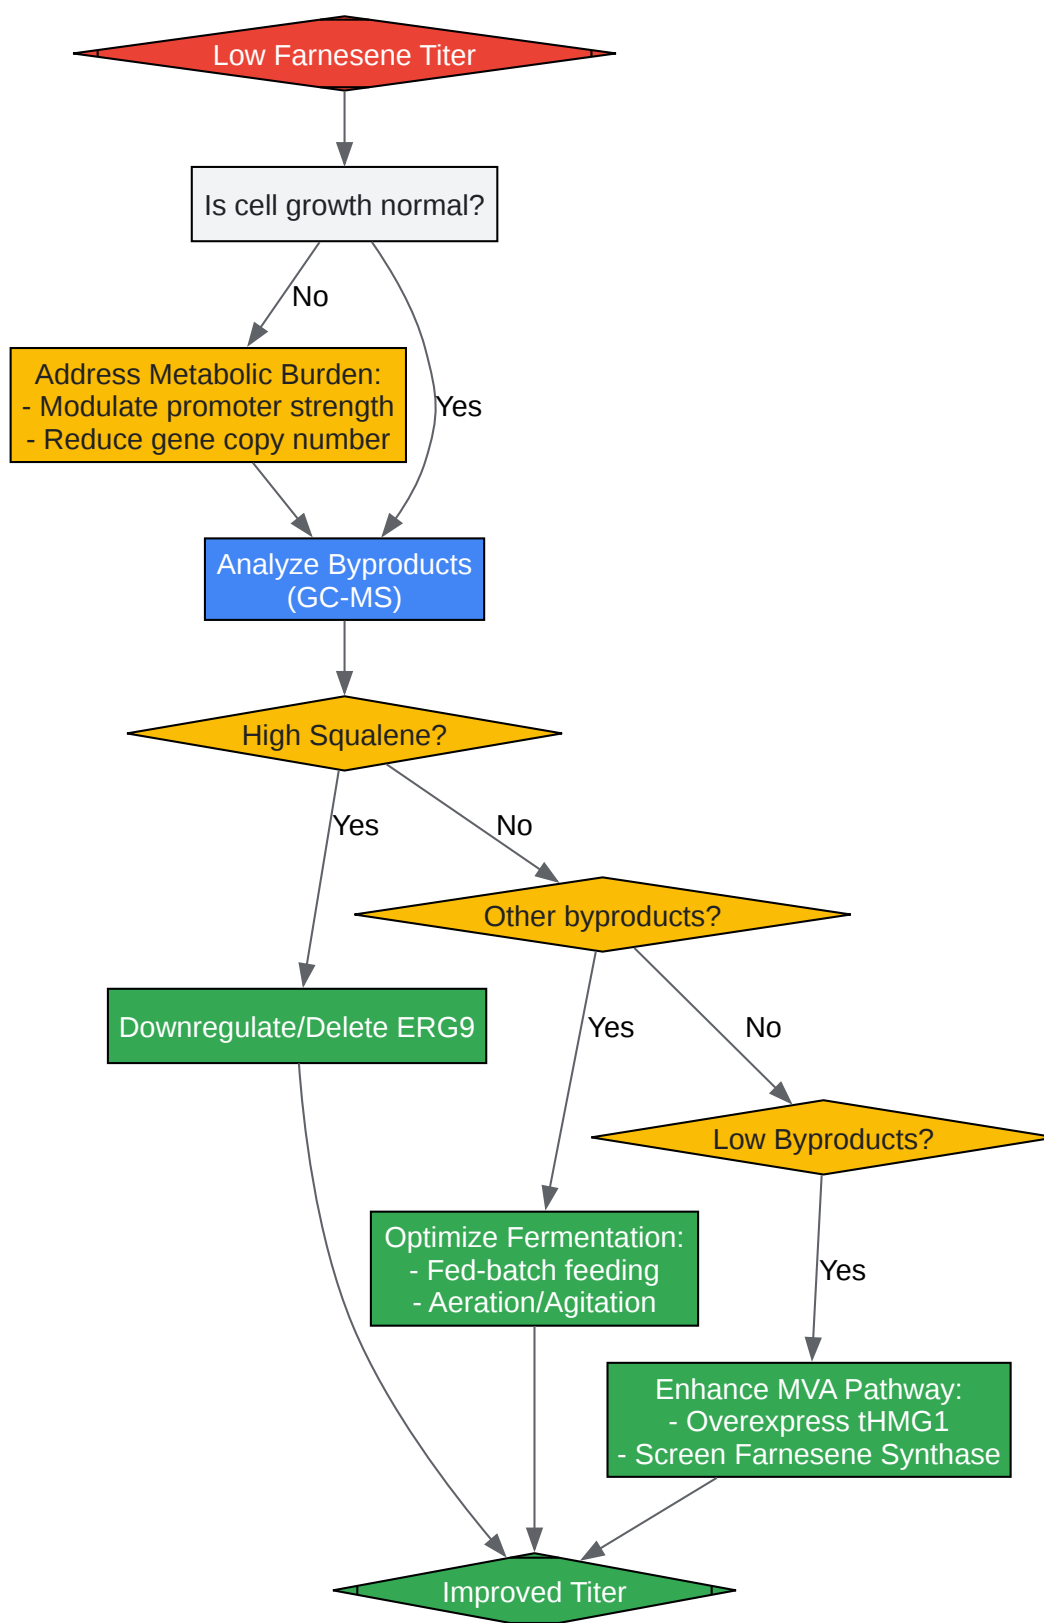 Low Farnesene Titer
Is cell growth normal?
No
Address Metabolic Burden:
- Modulate promoter strength
- Reduce gene copy number
Yes
Analyze Byproducts
(GC-MS)
High Squalene?
Yes
No
Other byproducts?
Downregulate/Delete ERG9
Yes
No
Low Byproducts?
Optimize Fermentation:
- Fed-batch feeding
- Aeration/Agitation
Yes
Enhance MVA Pathway:
- Overexpress tHMG1
- Screen Farnesene Synthase
Improved Titer